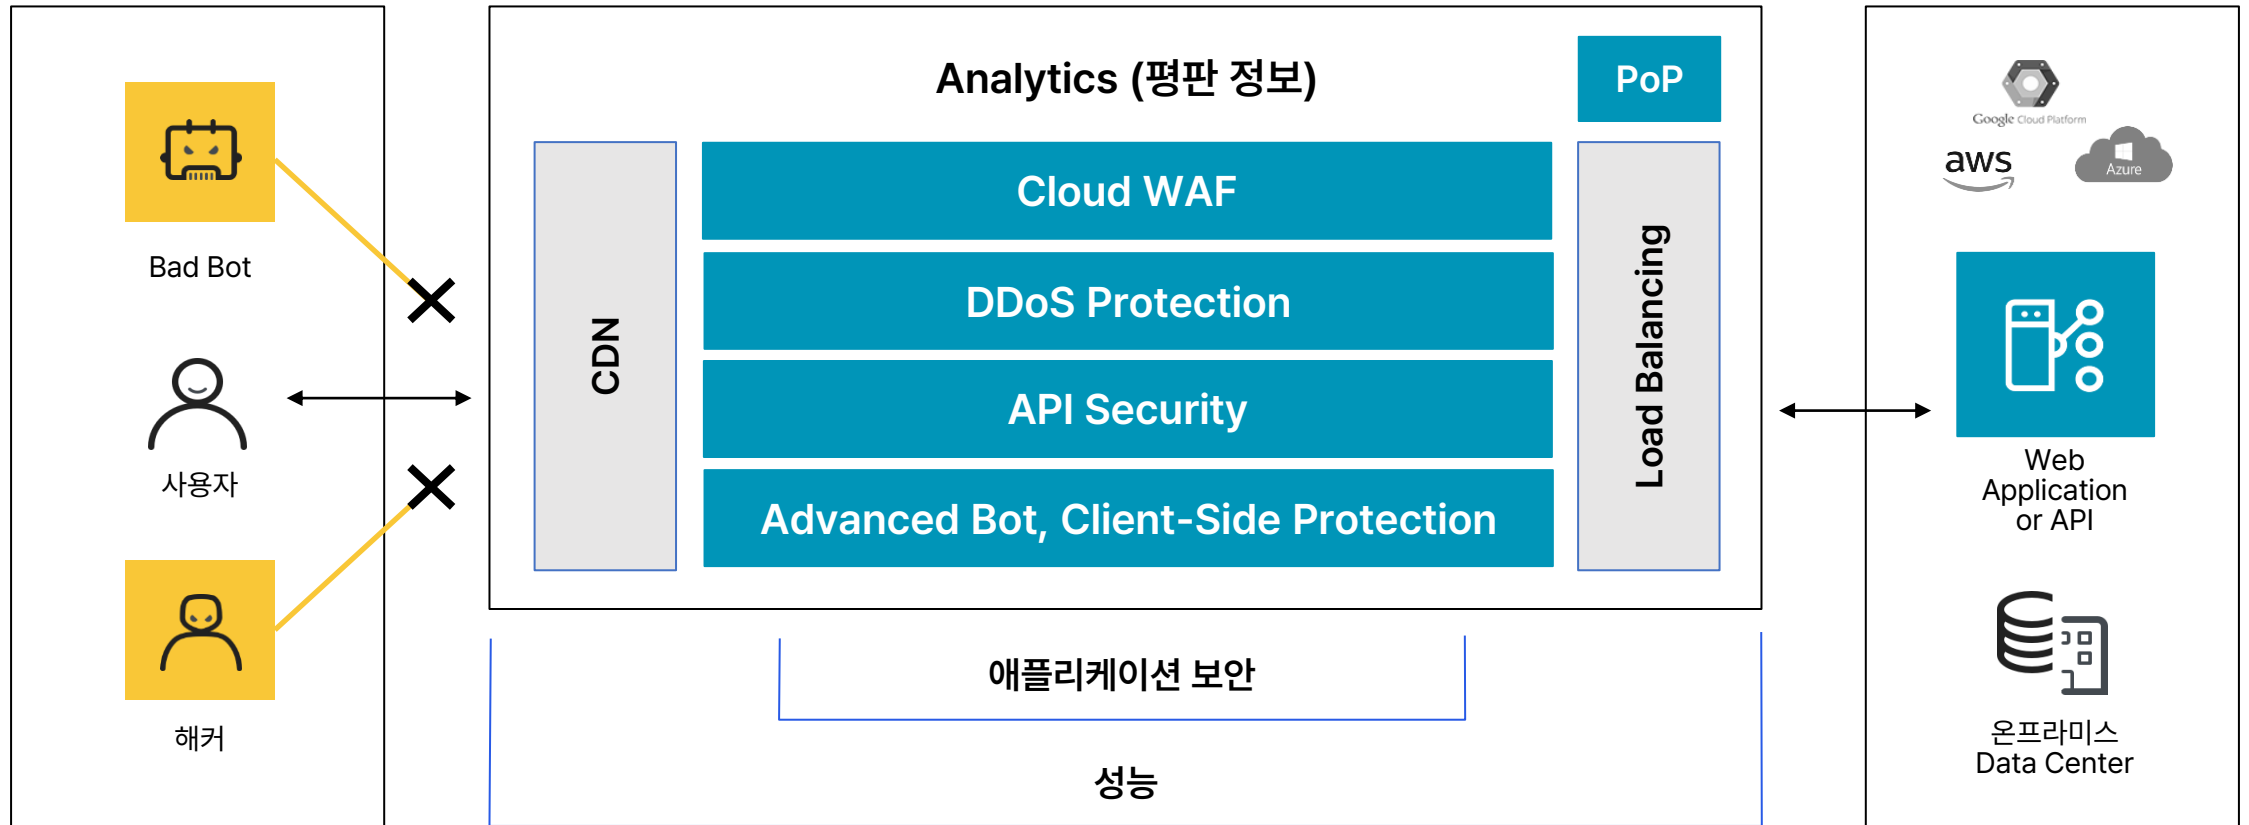 Bad Bot
사용자
해커
Analytics (평판 정보)
PoP
CDN
Cloud WAF
DDoS Protection
API Security
Advanced Bot, Client-Side Protection
Load Balancing
애플리케이션 보안
성능
Google Cloud Platform
aws
Azure
Web
Application
or API
온프라미스
Data Center